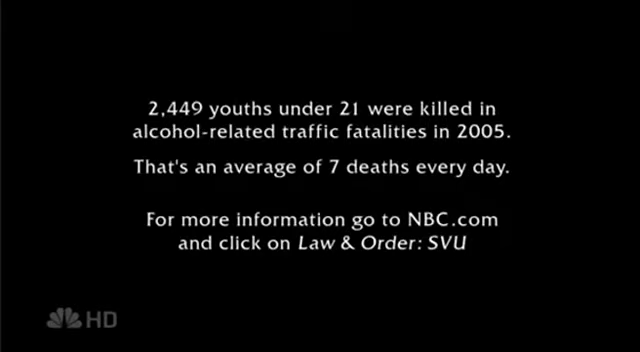 2,449 youths under 21 were killed in
alcohol-related traffic fatalities in 2005.
That's an average of 7 deaths every day.
For more information go to NBC.com
and click on Law & Order: SVU
HD